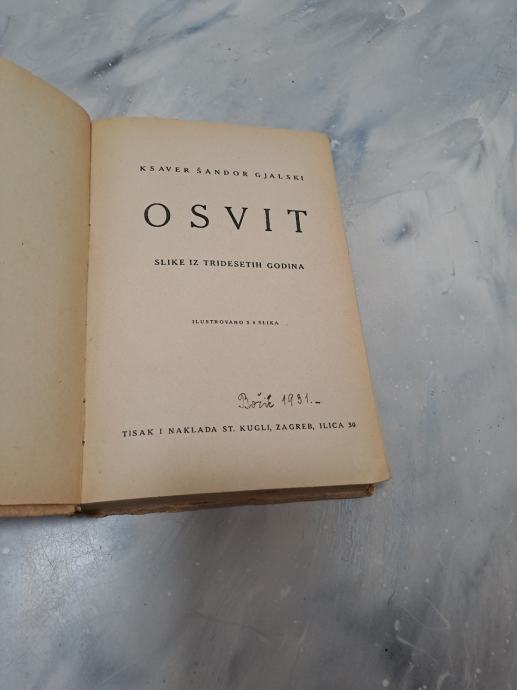 KSAVER ŠANDOR GJALSKI
OSVIT
SLIKE IZ TRIDESETIH GODINA
ILUSTROVANO S 8 SLIKA
Božić 1931.-
TISAK I NAKLADA ST. KUGLI, ZAGREB, ILICA 30